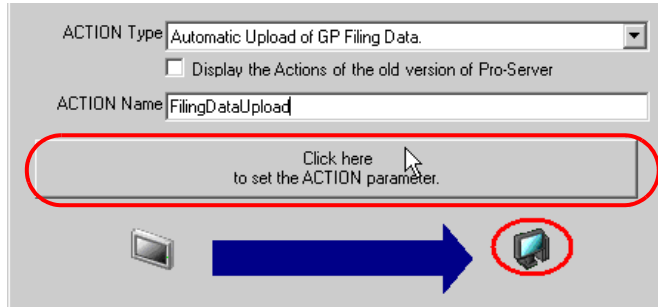 ACTION Type Automatic Upload of GP Filing Data.
Display the Actions of the old version of Pro-Server
ACTION Name FilingDataUpload
Click here
to set the ACTION parameter.